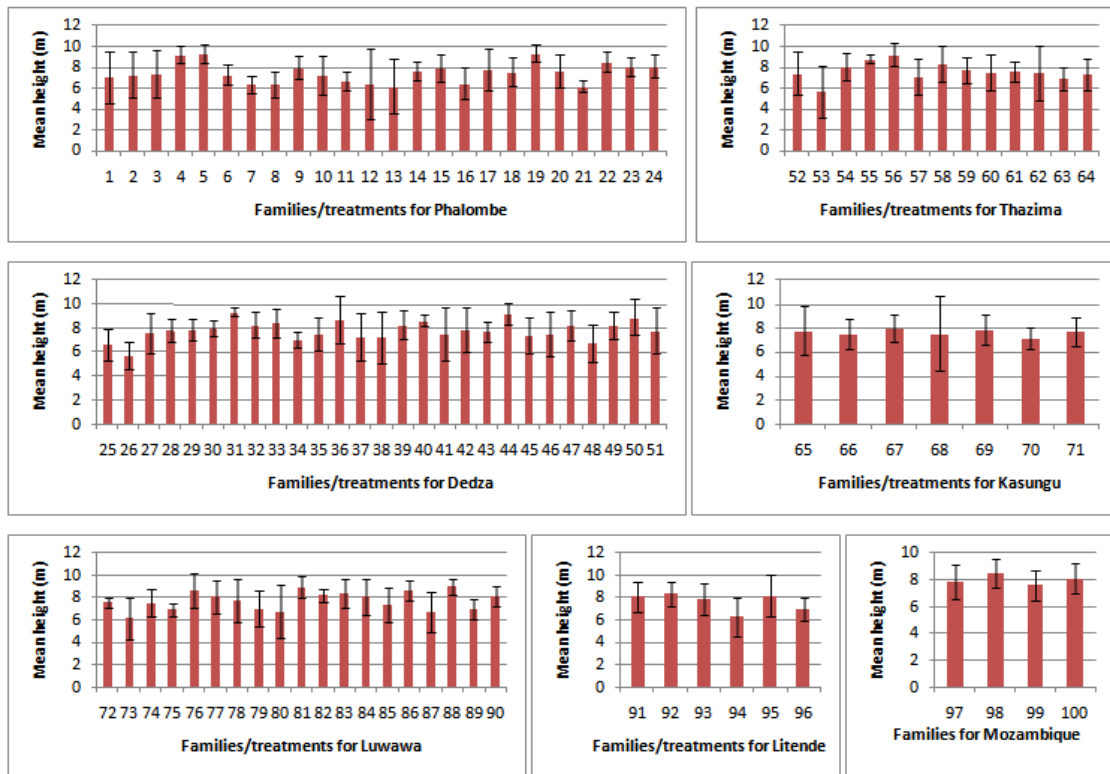 Mean height (m)
12
10
8
6
4
2
0
1 2 3 4 5 6 7 8 9 10 11 12 13 14 15 16 17 18 19 20 21 22 23 24
Families/treatments for Phalombe
Mean height (m)
12
10
8
6
4
2
0
52 53 54 55 56 57 58 59 60 61 62 63 64
Families/treatments for Thazima
Mean height (m)
12
10
8
6
4
2
0
25 26 27 28 29 30 31 32 33 34 35 36 37 38 39 40 41 42 43 44 45 46 47 48 49 50 51
Families/treatments for Dedza
Mean height (m)
12
10
8
6
4
2
0
65 66 67 68 69 70 71
Families/treatments for Kasungu
Mean height (m)
12
10
8
6
4
2
0
72 73 74 75 76 77 78 79 80 81 82 83 84 85 86 87 88 89 90
Families/treatments for Luwawa
Mean height (m)
12
10
8
6
4
2
0
91 92 93 94 95 96
Families/treatments for Litende
Mean height (m)
10
8
6
4
2
0
97 98 99 100
Families for Mozambique